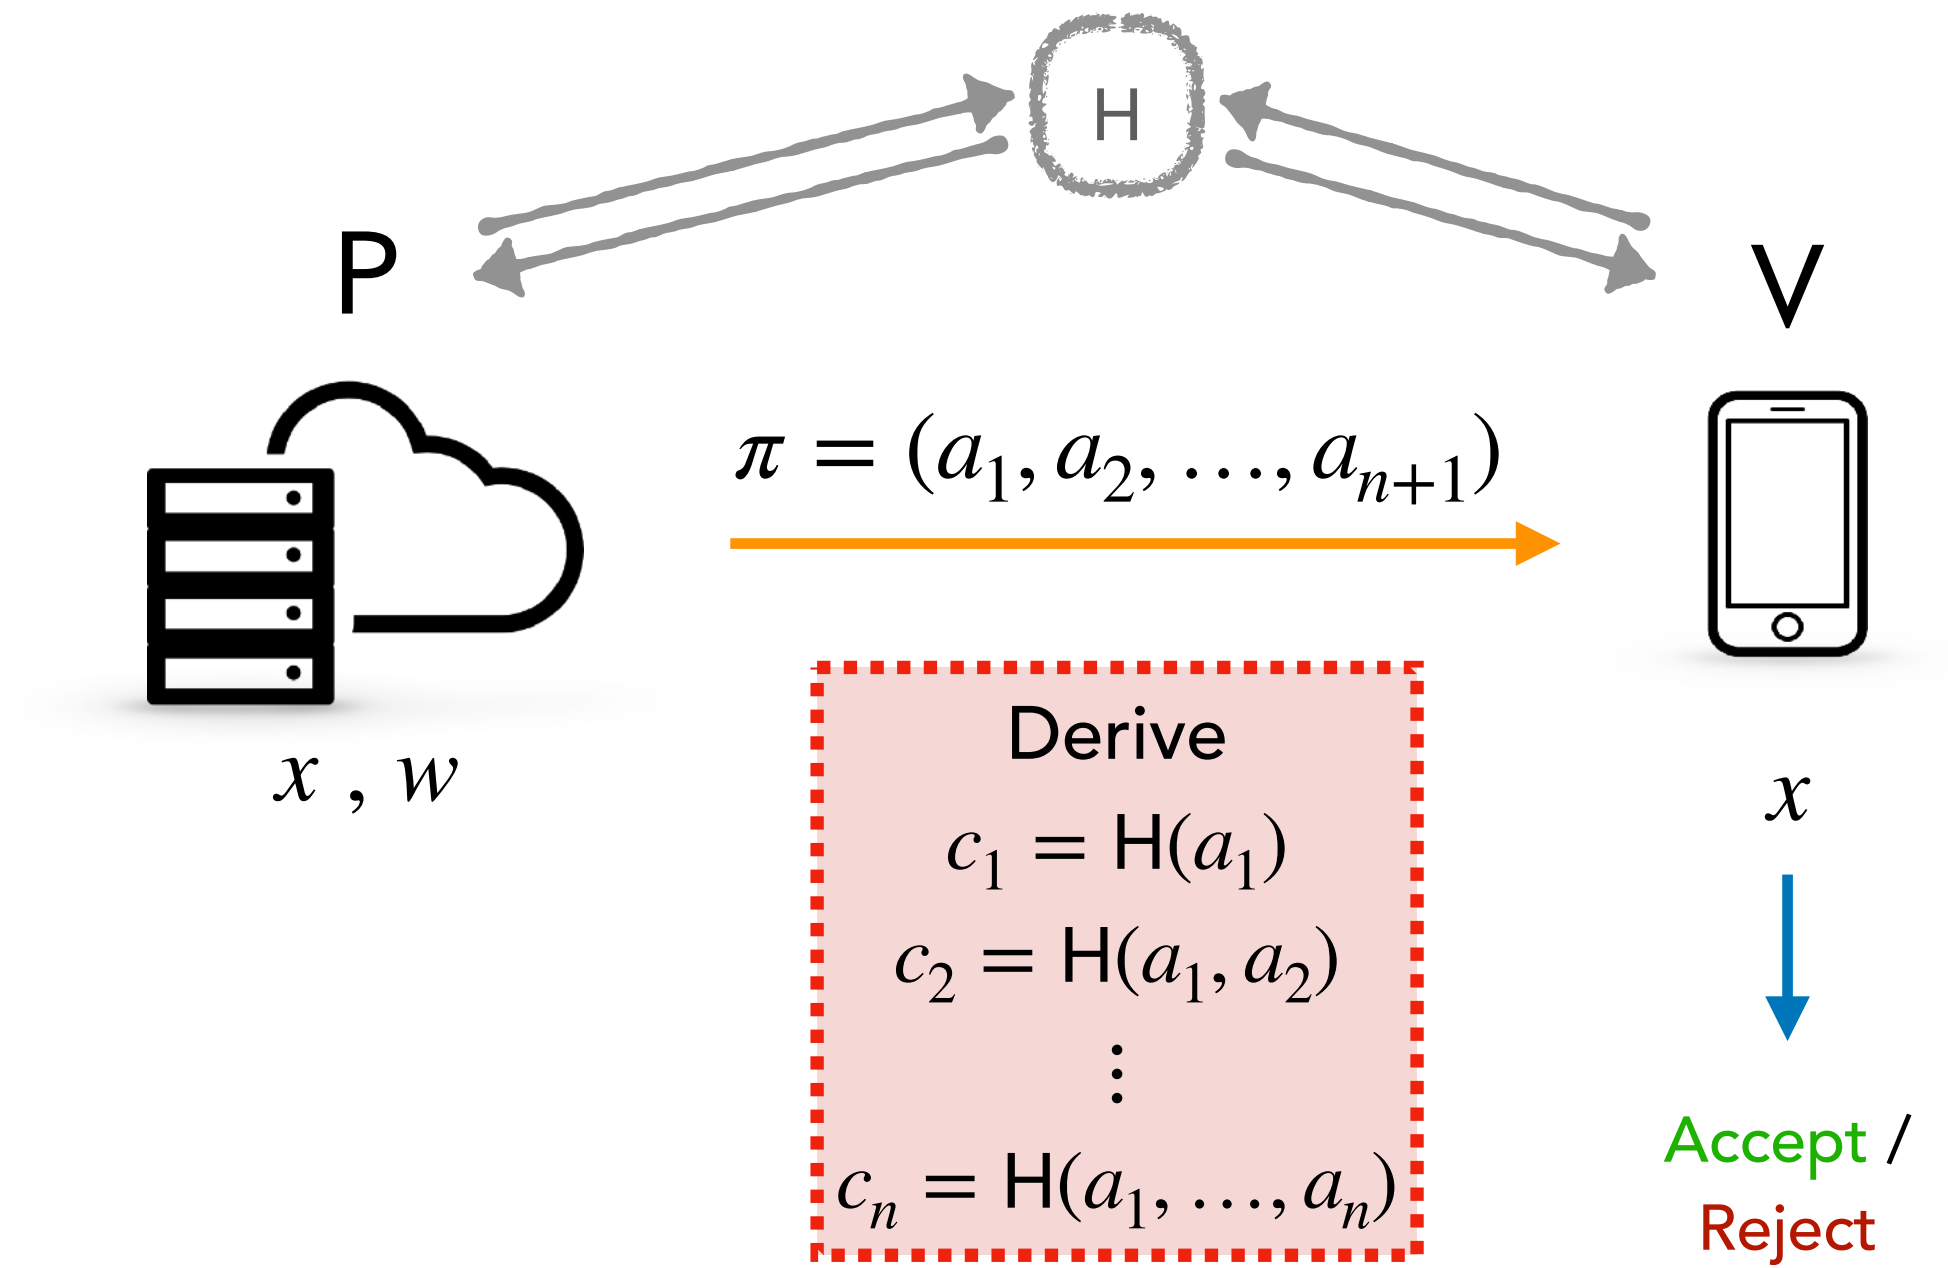 H
P
V
π = (a₁, a₂, …, aₙ₊₁)
x , w
x
Derive
c₁ = H(a₁)
c₂ = H(a₁, a₂)
⋮
cₙ = H(a₁, …, aₙ)
Accept /
Reject